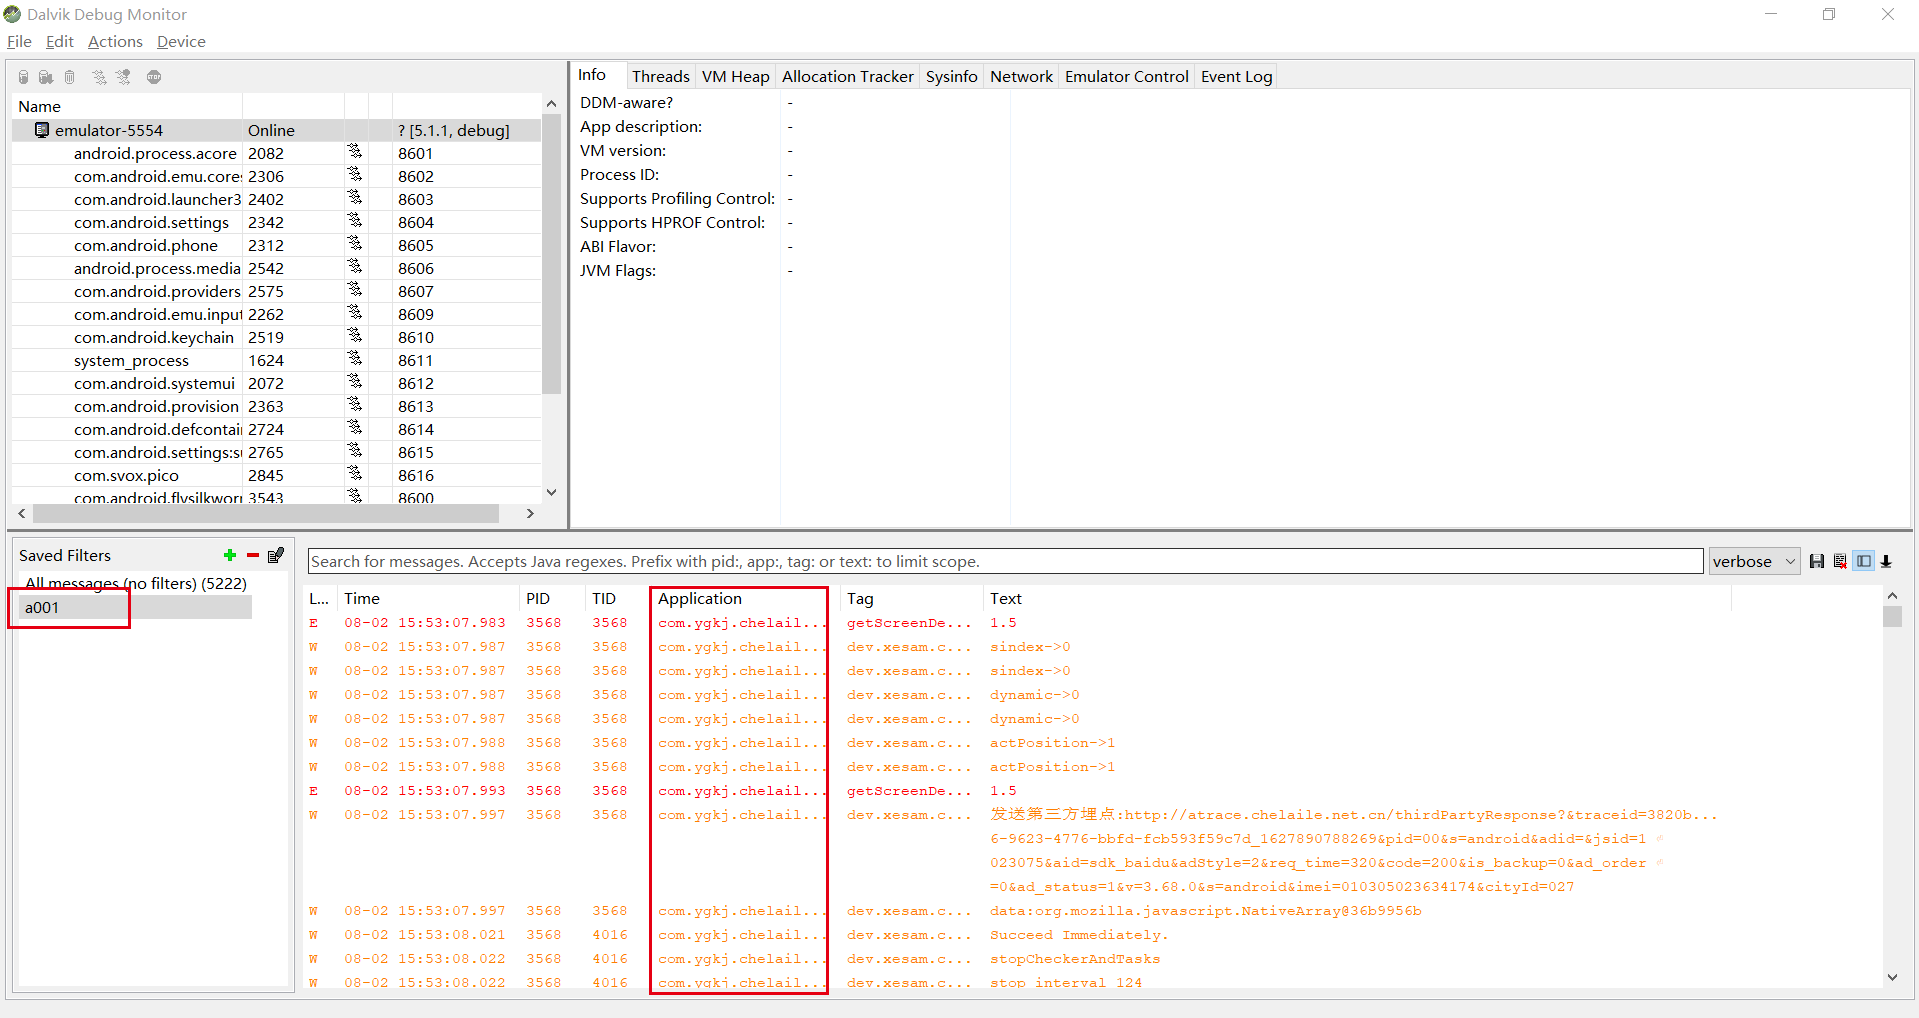 Dalvik Debug Monitor
File Edit Actions Device
Name
emulator-5554 Online ? [5.1.1, debug]
android.process.acore 2082 8601
com.android.emu.core: 2306 8602
com.android.launcher3 2402 8603
com.android.settings 2342 8604
com.android.phone 2312 8605
android.process.media 2542 8606
com.android.providers 2575 8607
com.android.emu.input 2262 8609
com.android.keychain 2519 8610
system_process 1624 8611
com.android.systemui 2072 8612
com.android.provision 2363 8613
com.android.defcontai 2724 8614
com.android.settings:s 2765 8615
com.svox.pico 2845 8616
com.android.flysilkwor 3543 8600
Info Threads VM Heap Allocation Tracker Sysinfo Network Emulator Control Event Log
DDM-aware? -
App description: -
VM version: -
Process ID: -
Supports Profiling Control: -
Supports HPROF Control: -
ABI Flavor: -
JVM Flags: -
Saved Filters
All messages (no filters) (5222)
a001
Search for messages. Accepts Java regexes. Prefix with pid:, app:, tag: or text: to limit scope. verbose
L... Time PID TID Application Tag Text
E 08-02 15:53:07.983 3568 3568 com.ygkj.chelail... getScreenDe... 1.5
W 08-02 15:53:07.987 3568 3568 com.ygkj.chelail... dev.xesam.c... sindex->0
W 08-02 15:53:07.987 3568 3568 com.ygkj.chelail... dev.xesam.c... sindex->0
W 08-02 15:53:07.987 3568 3568 com.ygkj.chelail... dev.xesam.c... dynamic->0
W 08-02 15:53:07.987 3568 3568 com.ygkj.chelail... dev.xesam.c... dynamic->0
W 08-02 15:53:07.988 3568 3568 com.ygkj.chelail... dev.xesam.c... actPosition->1
W 08-02 15:53:07.988 3568 3568 com.ygkj.chelail... dev.xesam.c... actPosition->1
E 08-02 15:53:07.993 3568 3568 com.ygkj.chelail... getScreenDe... 1.5
W 08-02 15:53:07.997 3568 3568 com.ygkj.chelail... dev.xesam.c... 发送第三方埋点:http://atrace.chelaile.net.cn/thirdPartyResponse?&traceid=3820b...
6-9623-4776-bbfd-fcb593f59c7d_1627890788269&pid=00&s=android&adid=&jsid=1
023075&aid=sdk_baidu&adStyle=2&req_time=320&code=200&is_backup=0&ad_order
=0&ad_status=1&v=3.68.0&s=android&imei=010305023634174&cityId=027
W 08-02 15:53:07.997 3568 3568 com.ygkj.chelail... dev.xesam.c... data:org.mozilla.javascript.NativeArray@36b9956b
W 08-02 15:53:08.021 3568 4016 com.ygkj.chelail... dev.xesam.c... Succeed Immediately.
W 08-02 15:53:08.022 3568 4016 com.ygkj.chelail... dev.xesam.c... stopCheckerAndTasks
W 08-02 15:53:08.022 3568 4016 com.ygkj.chelail... dev.xesam.c... stop interval 124